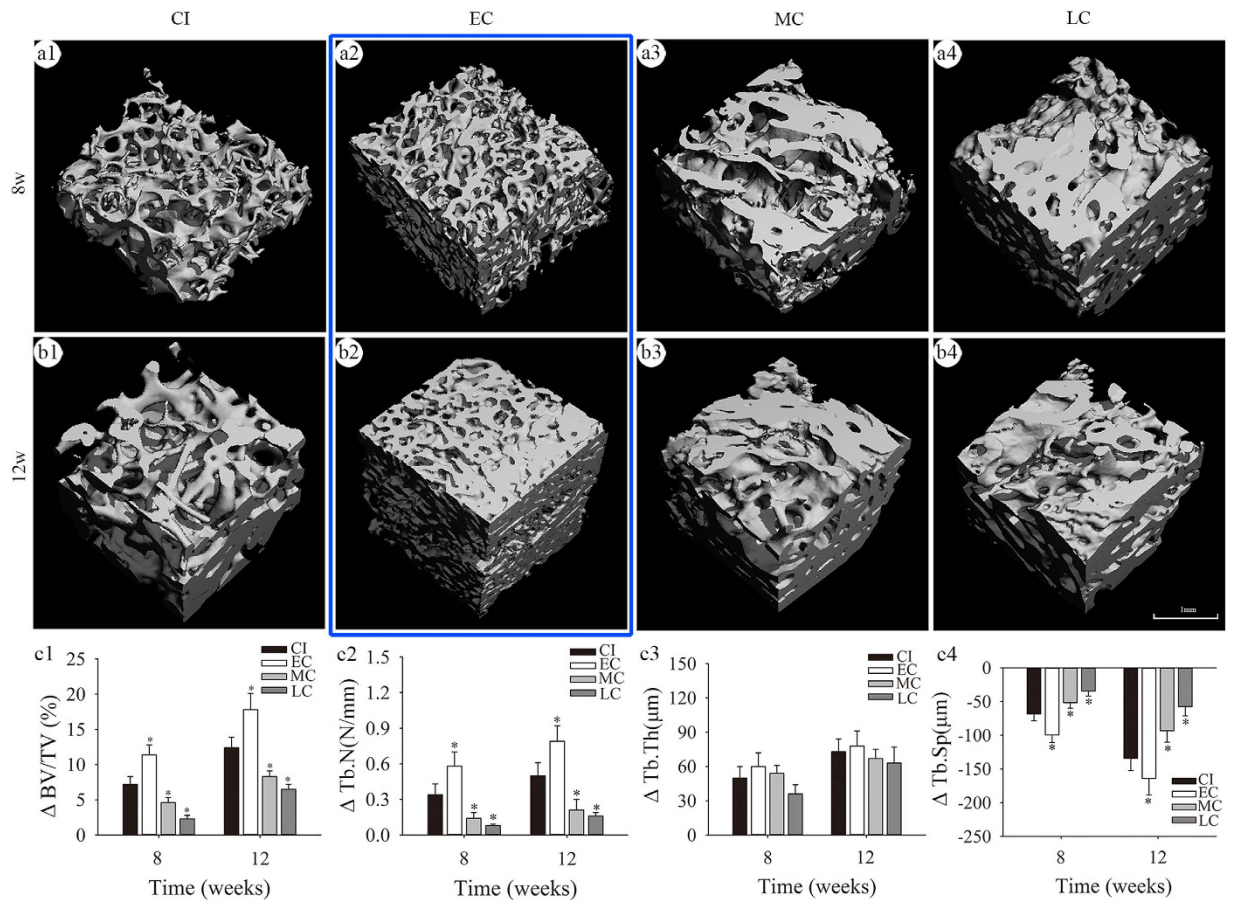 CI EC MC LC
a1 a2 a3 a4
8w
b1 b2 b3 b4
12w
1mm
c1
Δ BV/TV (%)
25
20
15
10
5
0
CI
EC
MC
LC
* * * * * *
8 12
Time (weeks)
c2
Δ Tb.N(N/mm)
1.5
1.2
0.9
0.6
0.3
0.0
CI
EC
MC
LC
* * * * * *
8 12
Time (weeks)
c3
Δ Tb.Th(μm)
150
120
90
60
30
0
CI
EC
MC
LC
8 12
Time (weeks)
c4
Δ Tb.Sp(μm)
0
-50
-100
-150
-200
-250
* * * * * *
CI
EC
MC
LC
8 12
Time (weeks)